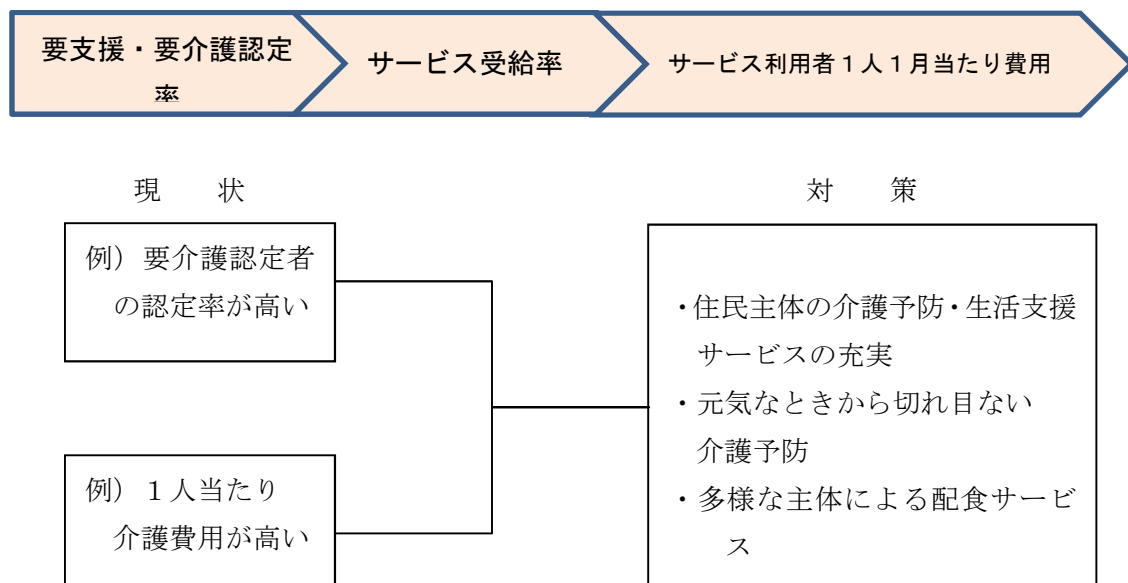 要支援・要介護認定
率
サービス受給率
サービス利用者１人１月当たり費用
現　　状
対　　策
例）要介護認定者
の認定率が高い
例）１人当たり
介護費用が高い
・住民主体の介護予防・生活支援
サービスの充実
・元気なときから切れ目ない
介護予防
・多様な主体による配食サービ
ス